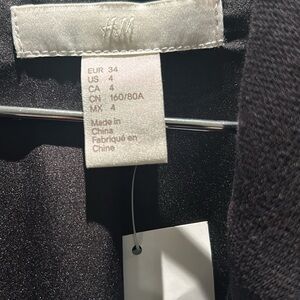 H&M
EUR 34
US 4
CA 4
CN 160/80A
MX 4
Made in
China
Fabriqué en
Chine